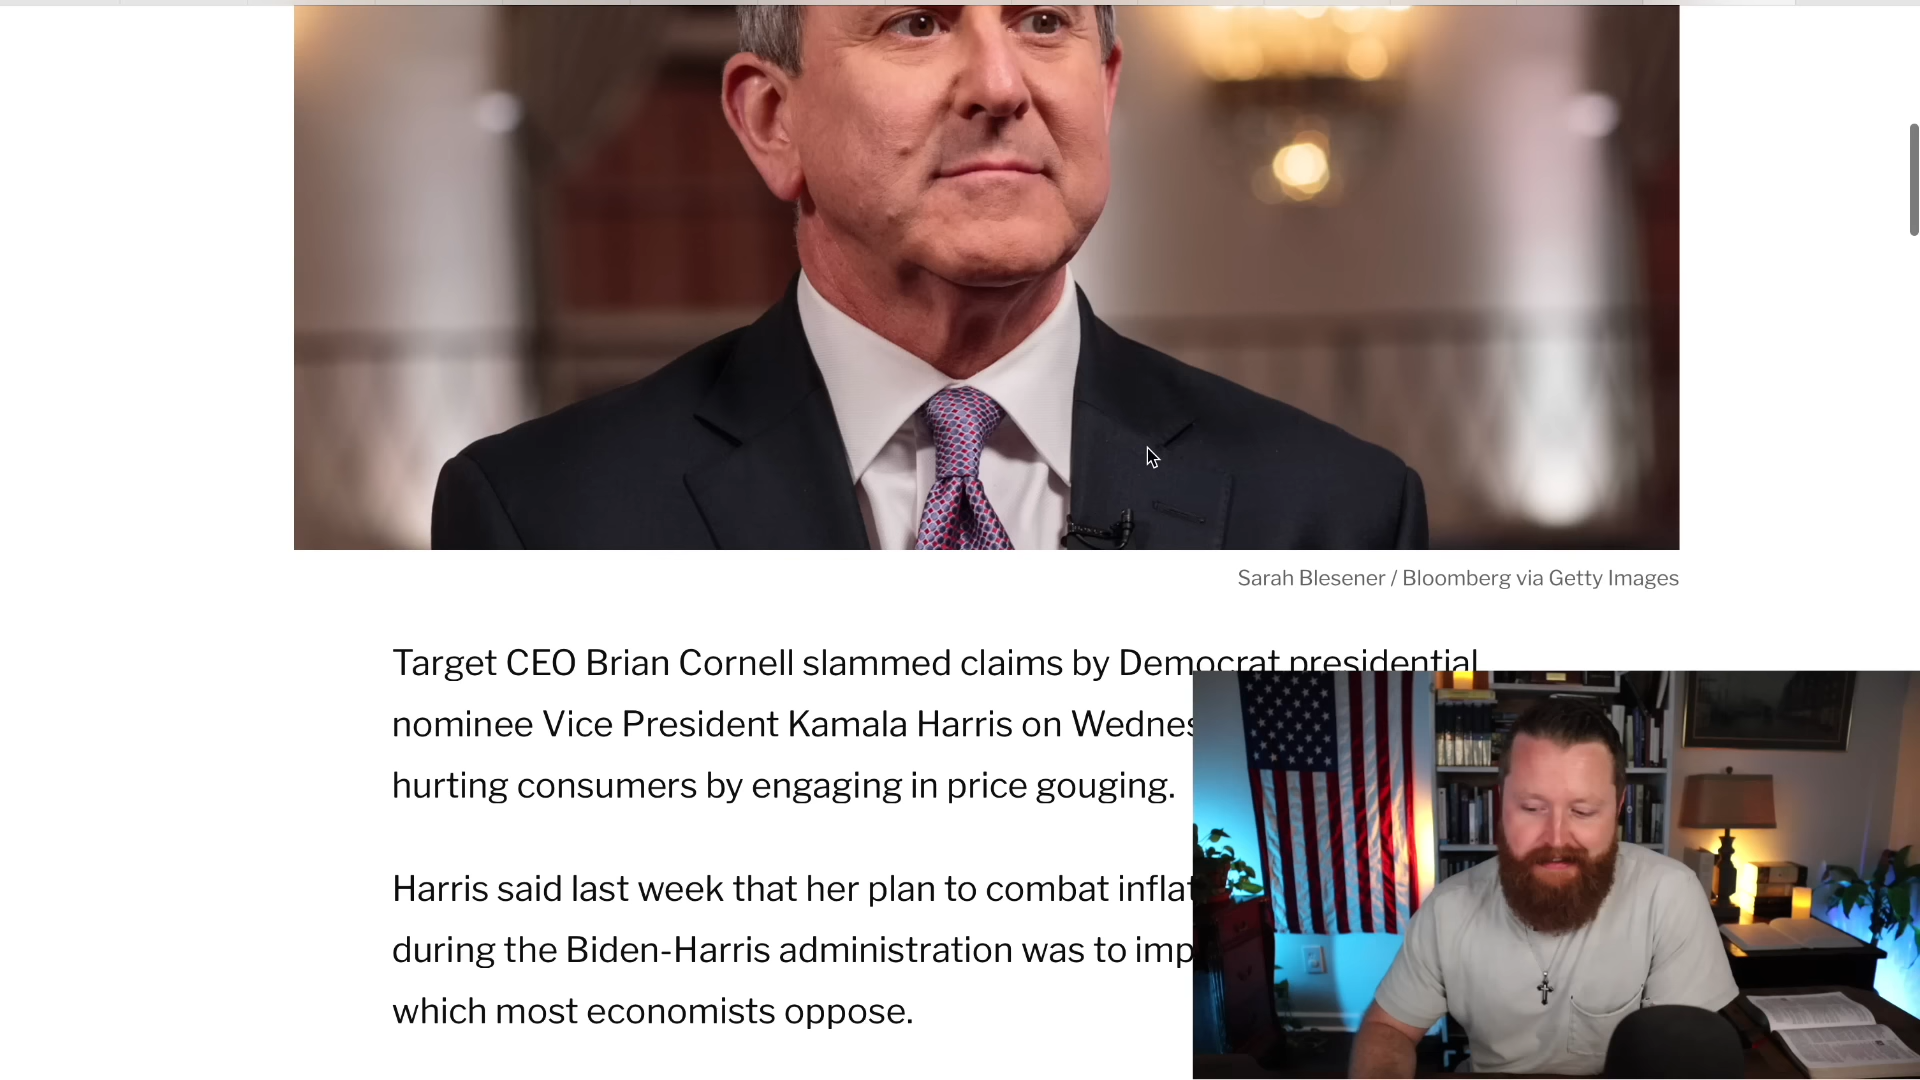 Sarah Blesener / Bloomberg via Getty Images
Target CEO Brian Cornell slammed claims by Democrat presidential
nominee Vice President Kamala Harris on Wednes
hurting consumers by engaging in price gouging.
Harris said last week that her plan to combat inflat
during the Biden-Harris administration was to imp
which most economists oppose.